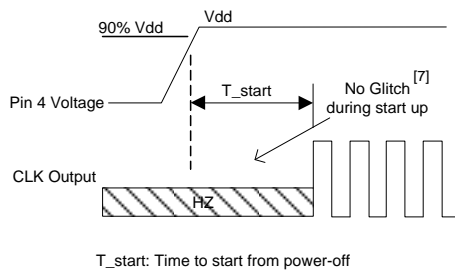 Vdd
90% Vdd
T_start
No Glitch [7]
during start up
Pin 4 Voltage
CLK Output
HZ
T_start: Time to start from power-off